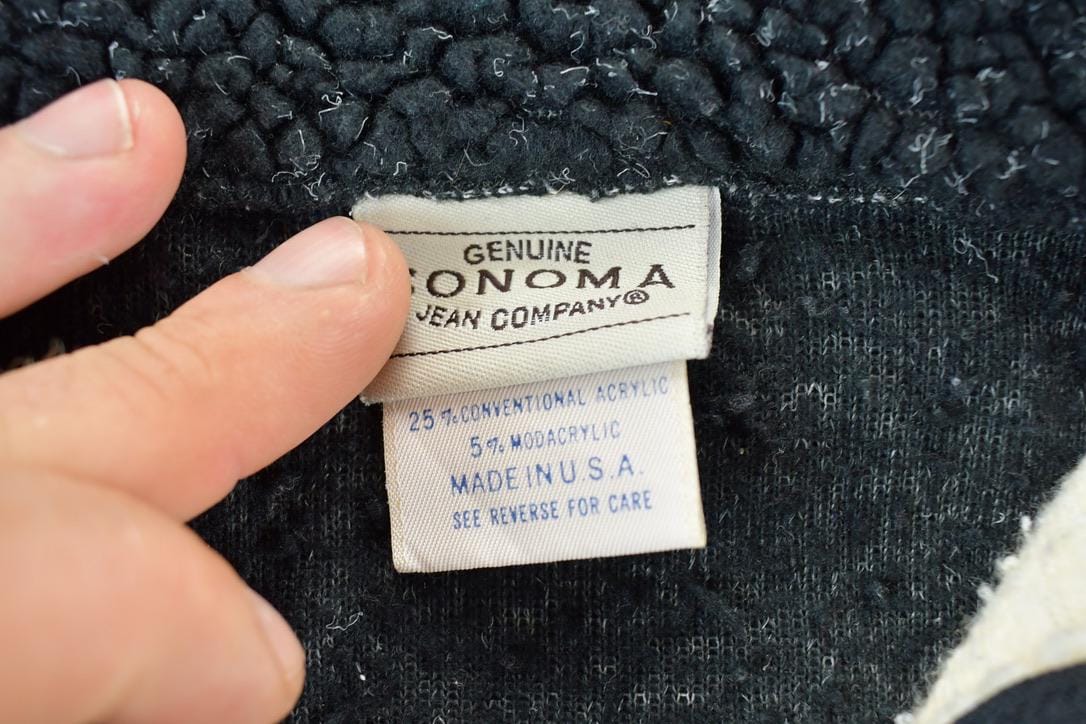 GENUINE
SONOMA
JEAN COMPANY®
25% CONVENTIONAL ACRYLIC
5% MODACRYLIC
MADE IN U.S.A.
SEE REVERSE FOR CARE